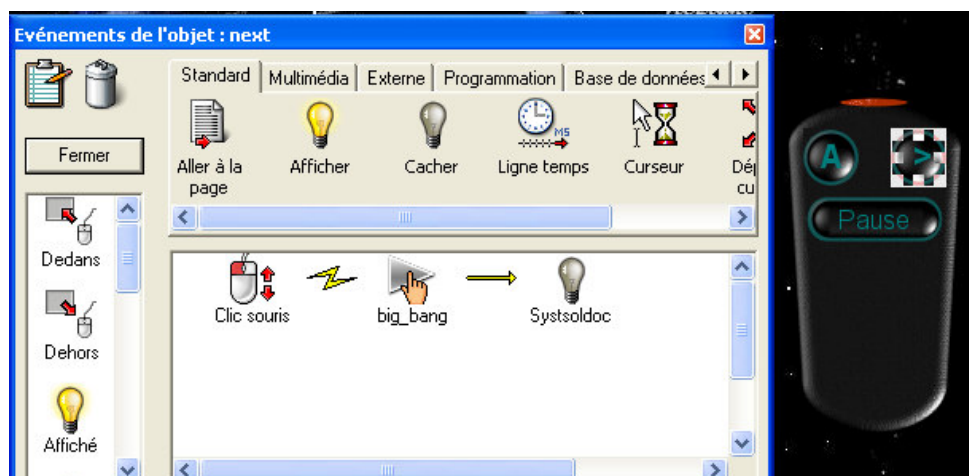 Evénements de l'objet : next
Standard
Multimédia
Externe
Programmation
Base de données
Fermer
Aller à la
page
Afficher
Cacher
MS
Ligne temps
Curseur
Dedans
Dehors
Affiché
Clic souris
big_bang
Systsoldoc
A
>
Pause